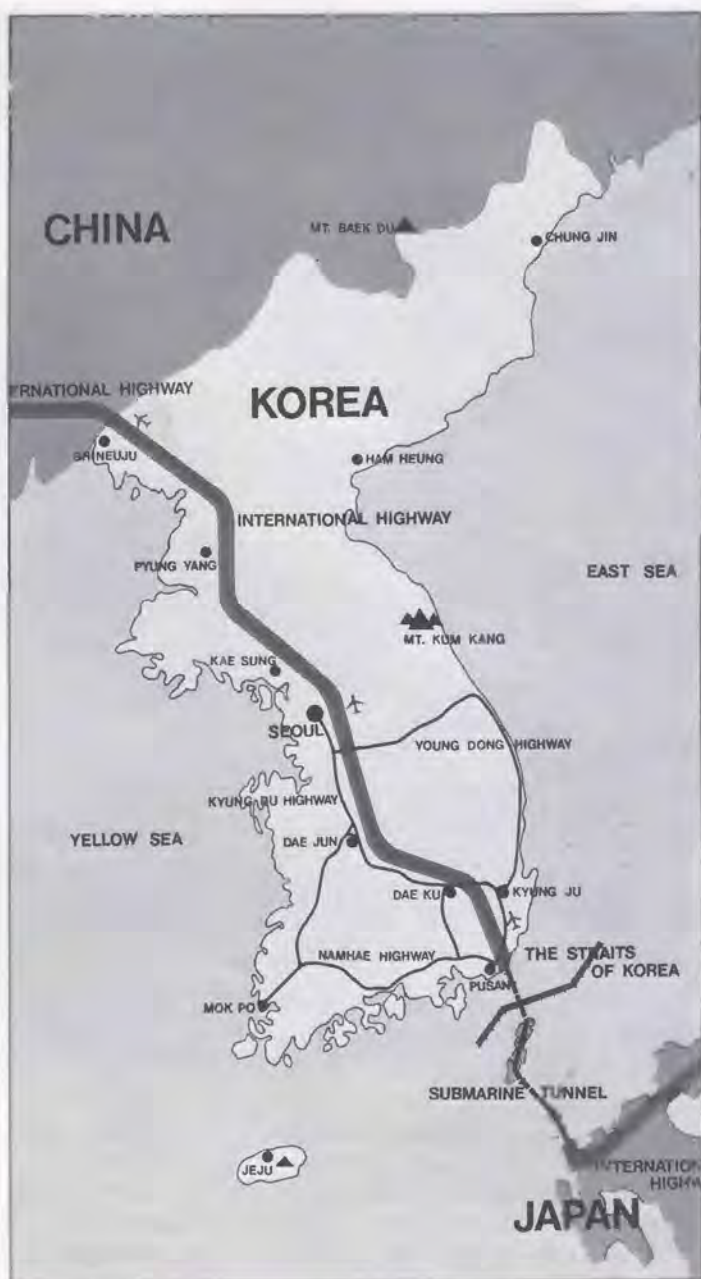 CHINA
MT. BAEK DU
CHUNG JIN
ERNATIONAL HIGHWAY
KOREA
HAM HEUNG
INTERNATIONAL HIGHWAY
PYUNG YANG
EAST SEA
MT. KUM KANG
KAE SUNG
SEOUL
YOUNG DONG HIGHWAY
KYUNG BU HIGHWAY
YELLOW SEA
DAE JUN
DAE KU
KYUNG JU
NAMHAE HIGHWAY
THE STRAITS
OF KOREA
PUSAN
MOK PO
SUBMARINE TUNNEL
JEJU
INTERNATION
HIGHW
JAPAN